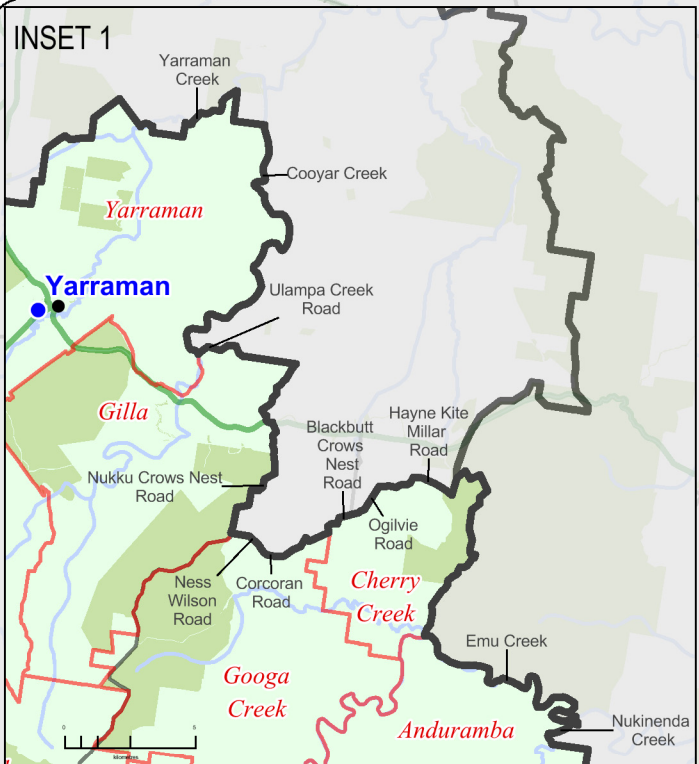 INSET 1
Yarraman
Creek
Cooyar Creek
Yarraman
Yarraman
Ulampa Creek
Road
Gilla
Blackbutt
Crows
Nest
Road
Hayne Kite
Millar
Road
Nukku Crows Nest
Road
Ogilvie
Road
Ness
Wilson
Road
Corcoran
Road
Cherry
Creek
Emu Creek
Googa
Creek
Anduramba
Nukinenda
Creek
0
kilometres